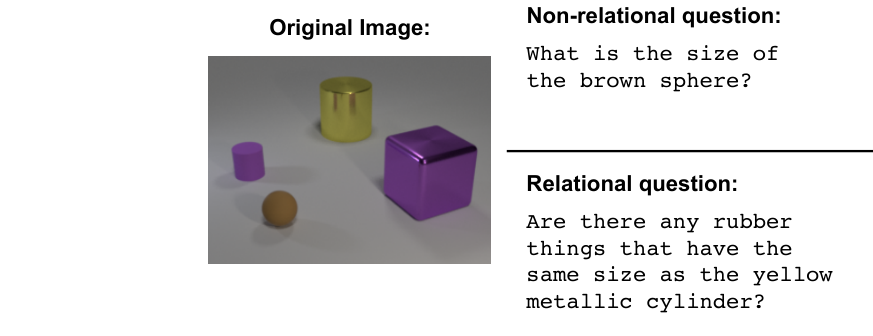 Original Image:
Non-relational question:
What is the size of
the brown sphere?
Relational question:
Are there any rubber
things that have the
same size as the yellow
metallic cylinder?